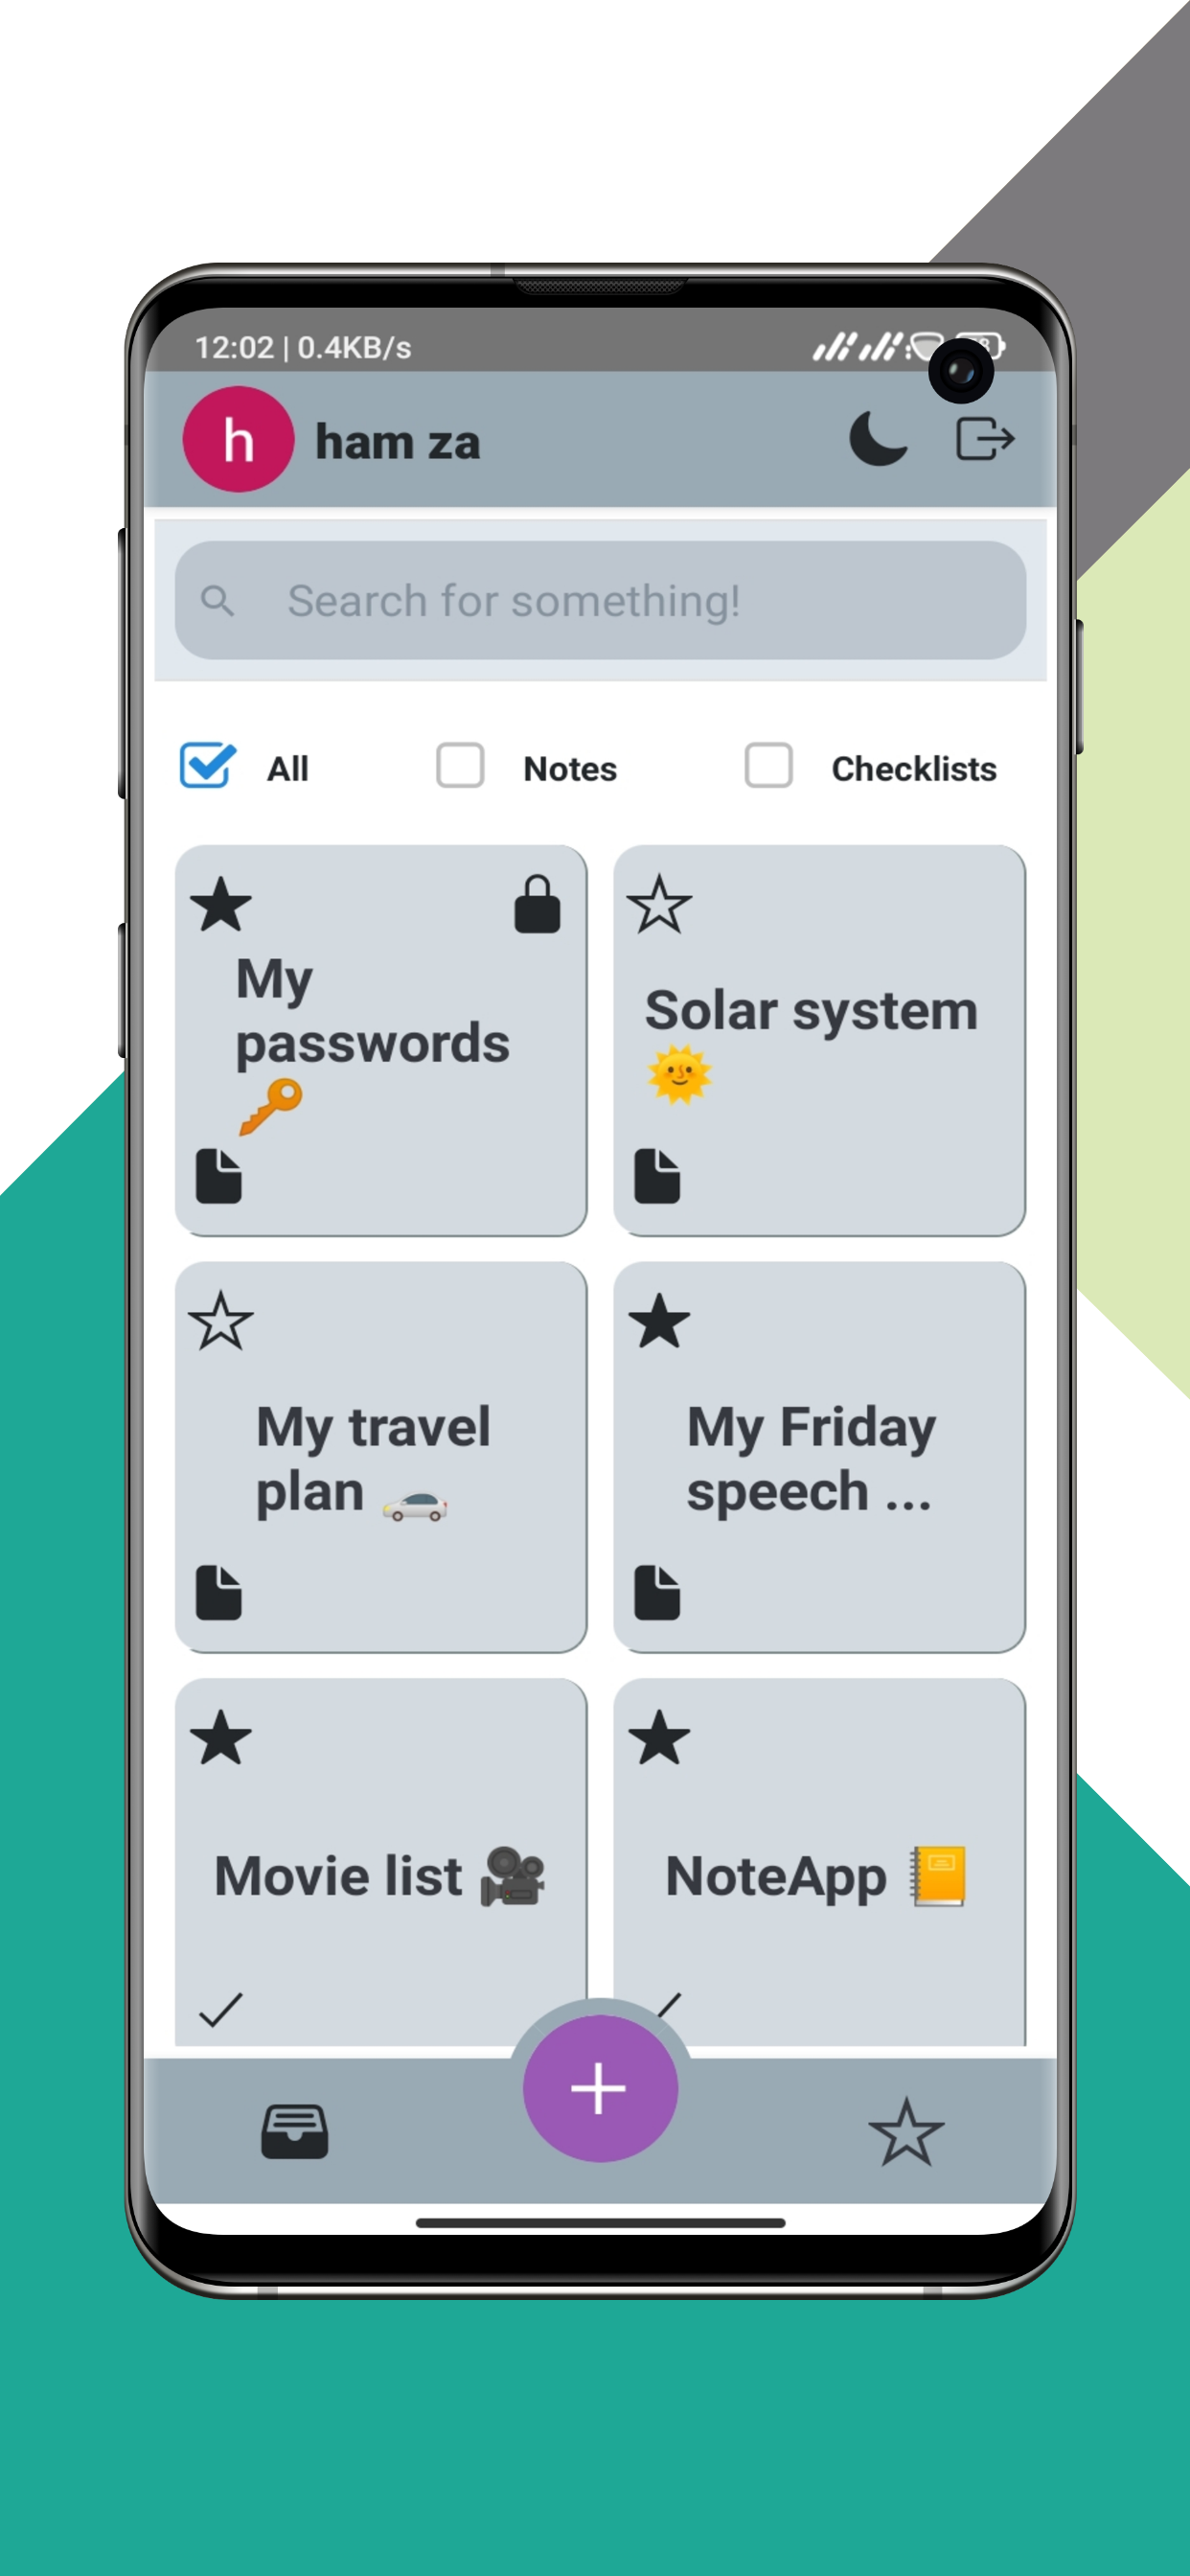 12:02 | 0.4KB/s
h
ham za
Search for something!
All
Notes
Checklists
My
passwords
🔑
Solar system
🌞
My travel
plan 🚗
My Friday
speech ...
Movie list 🎥
NoteApp 📒